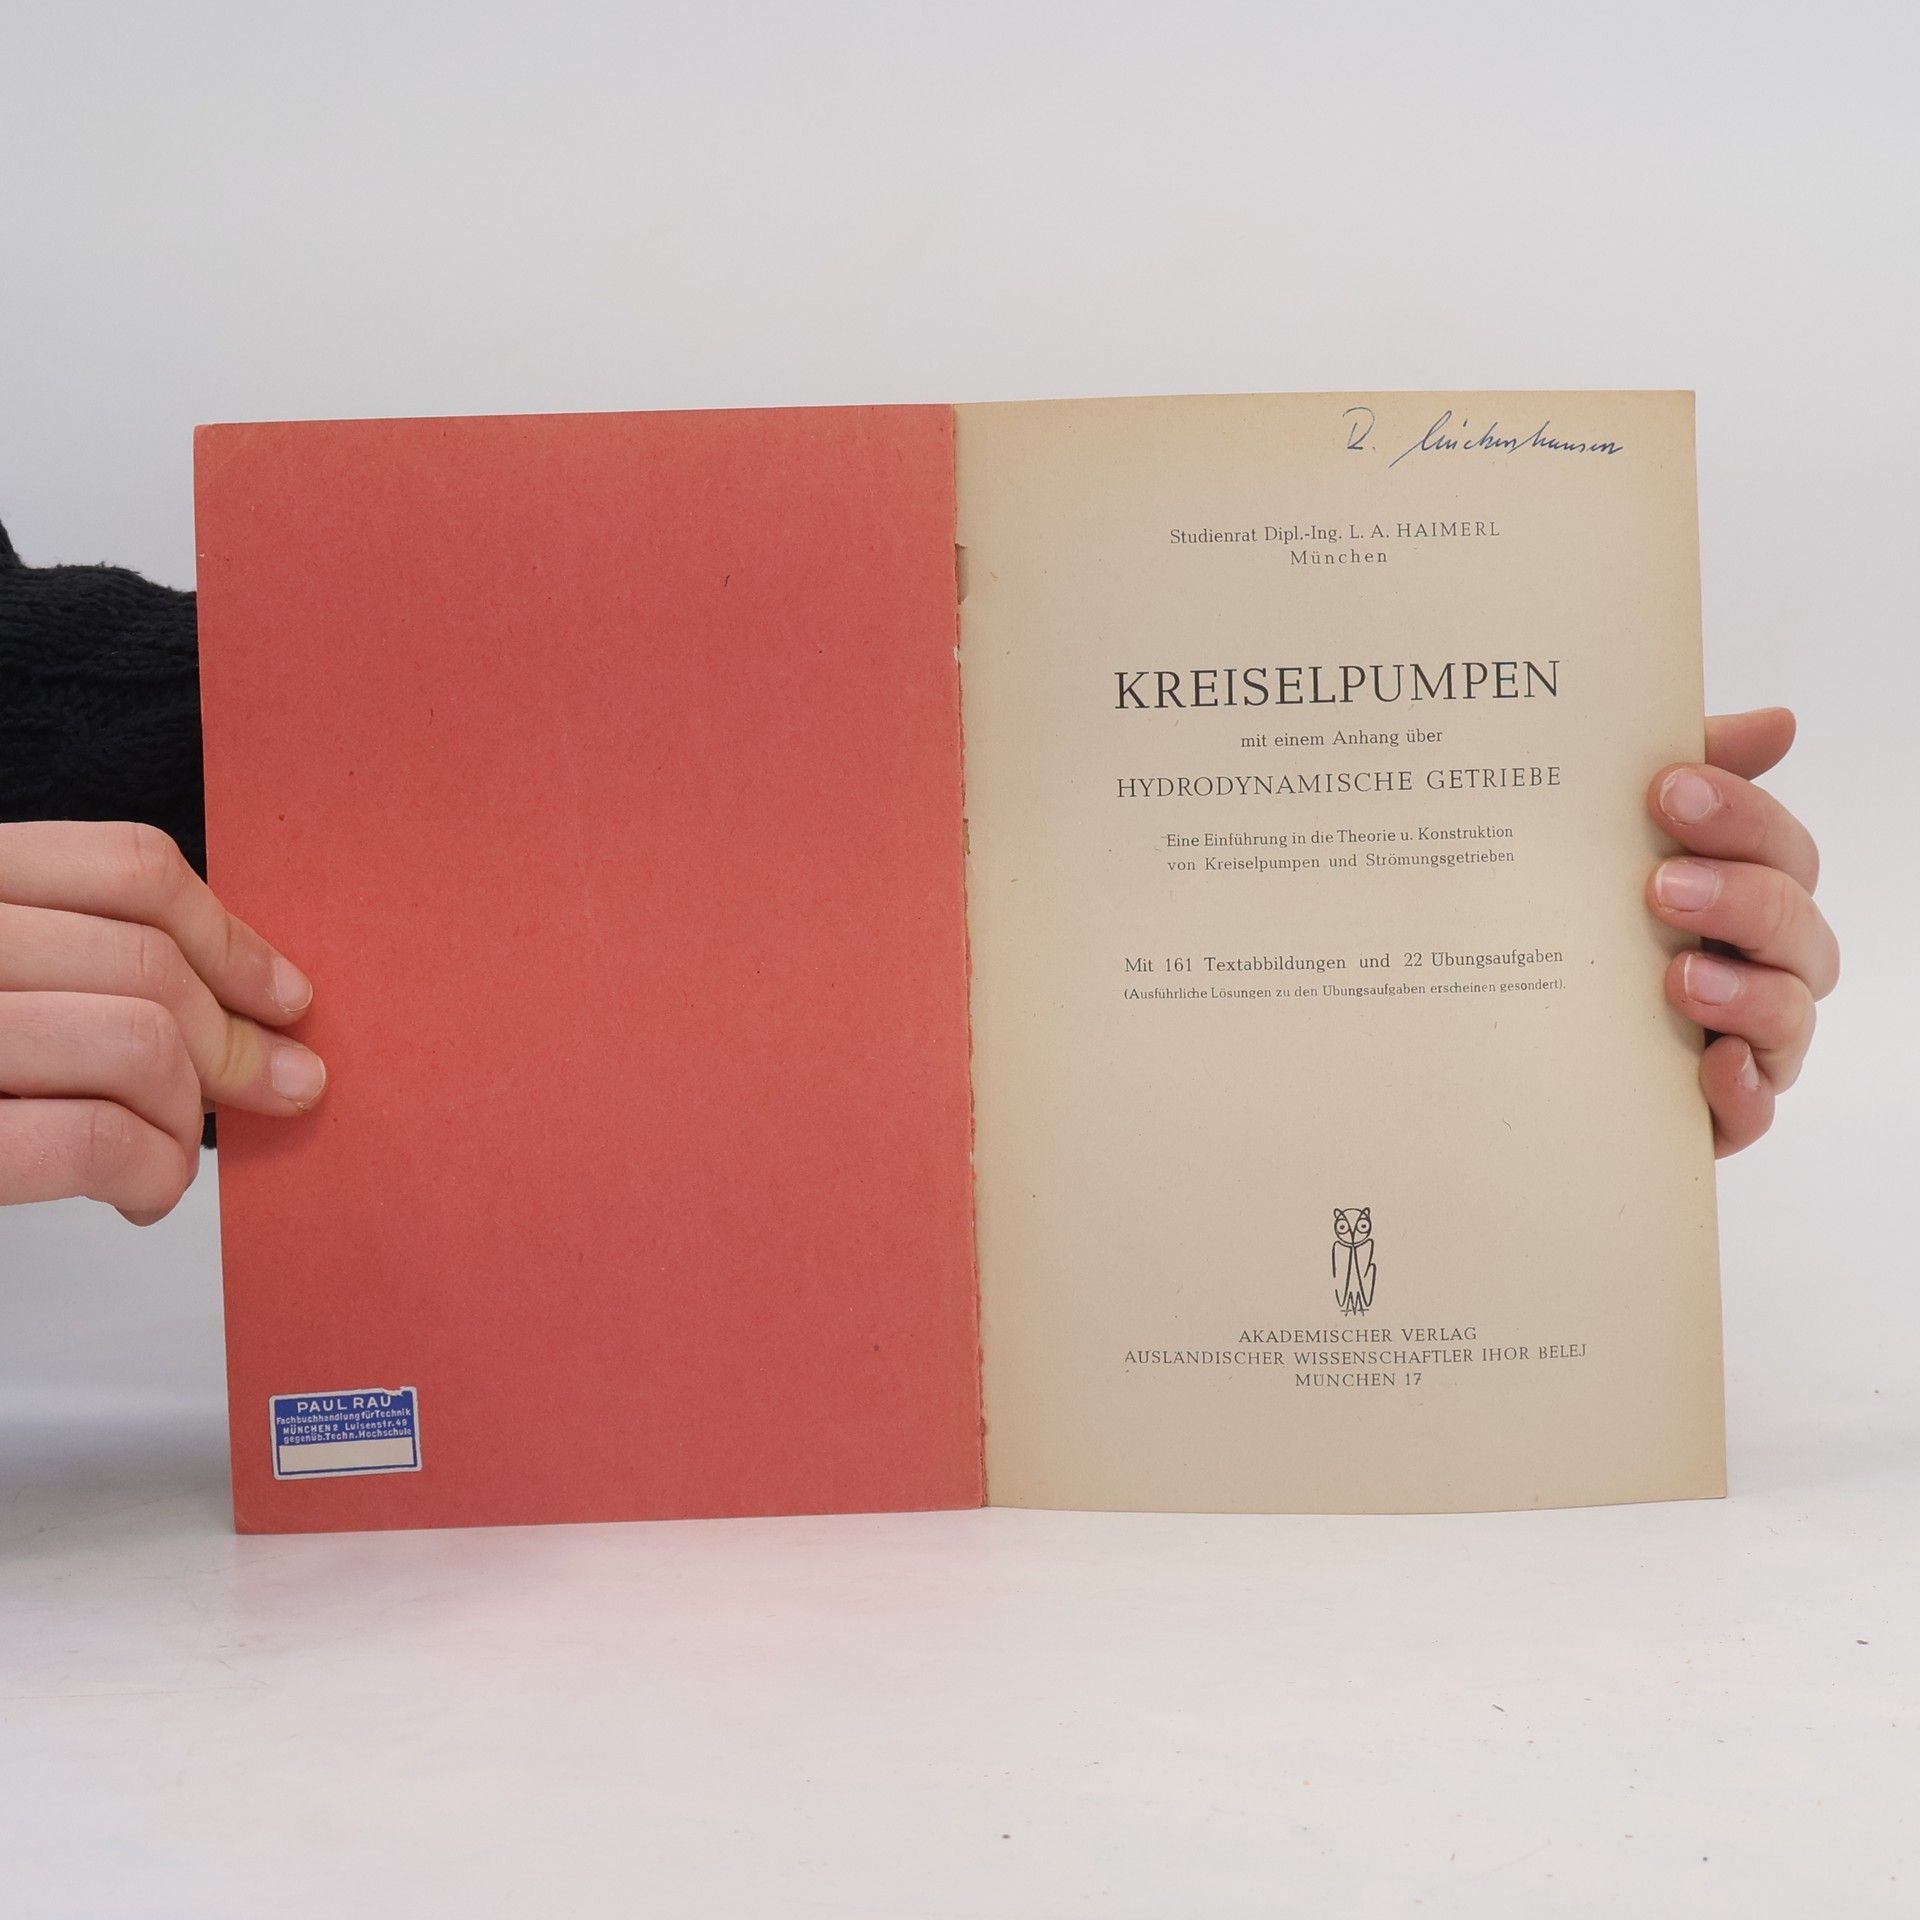 PAUL RAU
Fachbuchhandlung für Technik
MÜNCHEN 2 Luisenstr. 49
gegenüb. Techn. Hochschule
R.
Studienrat Dipl.-Ing. L. A. HAIMERL
München
KREISELPUMPEN
mit einem Anhang über
HYDRODYNAMISCHE GETRIEBE
Eine Einführung in die Theorie u. Konstruktion
von Kreiselpumpen und Strömungsgetrieben
Mit 161 Textabbildungen und 22 Übungsaufgaben
(Ausführliche Lösungen zu den Übungsaufgaben erscheinen gesondert).
AKADEMISCHER VERLAG
AUSLÄNDISCHER WISSENSCHAFTLER IHOR BELEJ
MÜNCHEN 17